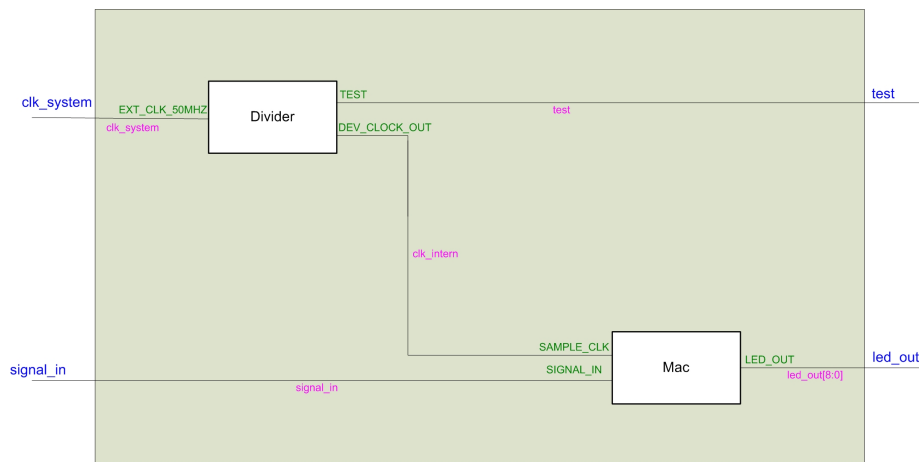 clk_system
EXT_CLK_50MHZ
clk_system
Divider
TEST
test
test
DEV_CLOCK_OUT
clk_intern
signal_in
signal_in
SAMPLE_CLK
SIGNAL_IN
Mac
LED_OUT
led_out[8:0]
led_out